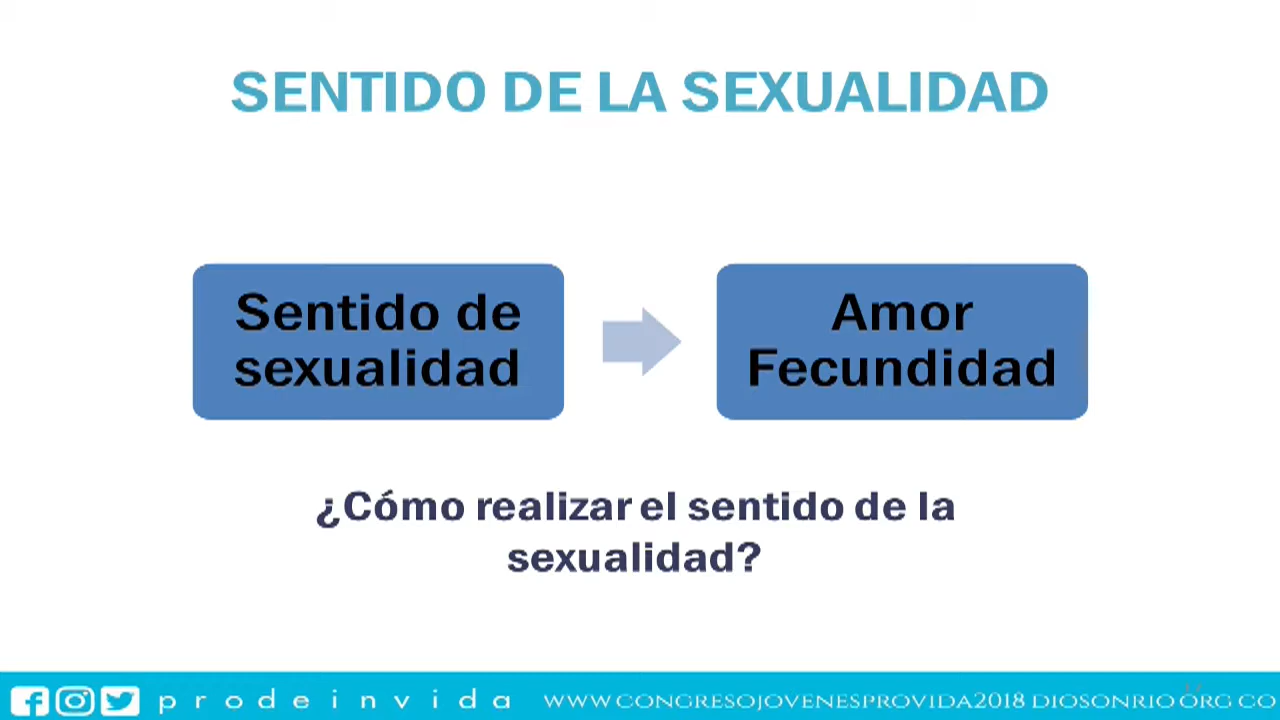 SENTIDO DE LA SEXUALIDAD
Sentido de
sexualidad
Amor
Fecundidad
¿Cómo realizar el sentido de la
sexualidad?
prodeinvida
WWW.CONGRESOJOVENESPROVIDA2018 DIOSONRIO ORG CO